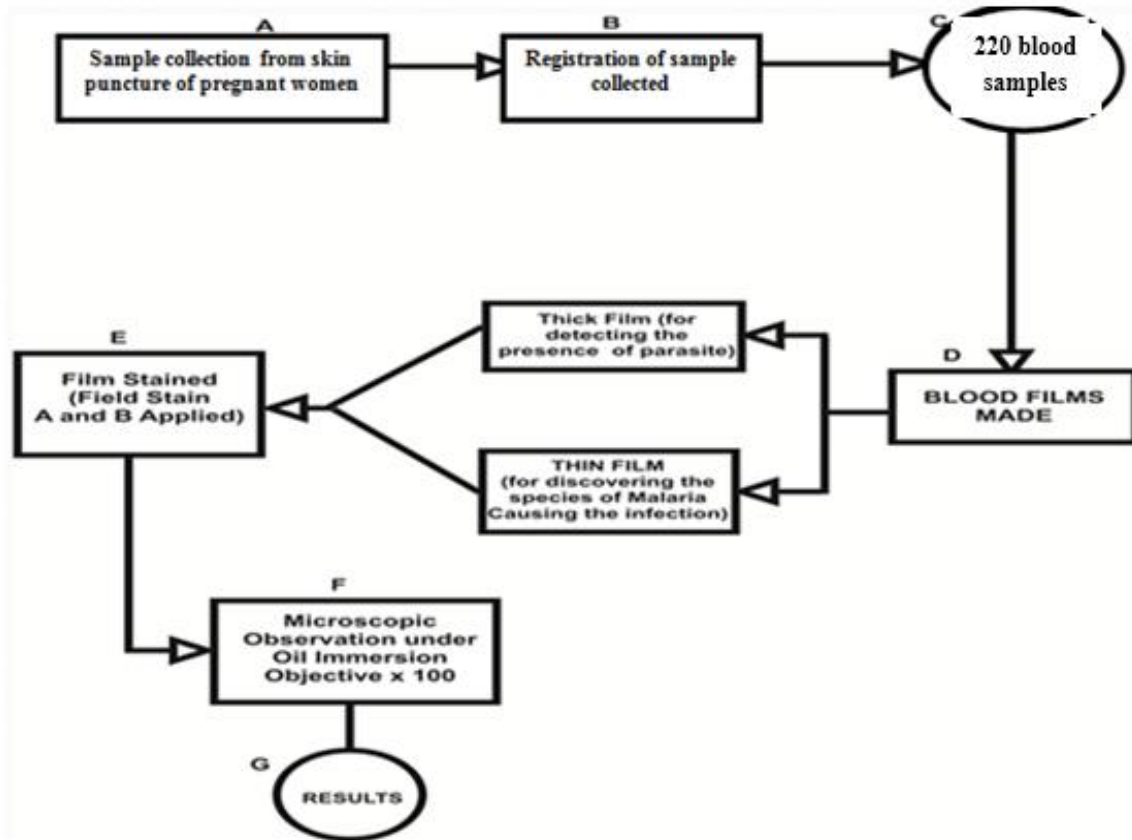 A
Sample collection from skin
puncture of pregnant women
B
Registration of sample
collected
C
220 blood
samples
D
BLOOD FILMS
MADE
Thick Film (for
detecting the
presence of parasite)
THIN FILM
(for discovering the
species of Malaria
Causing the infection)
E
Film Stained
(Field Stain
A and B Applied)
F
Microscopic
Observation under
Oil Immersion
Objective x 100
G
RESULTS